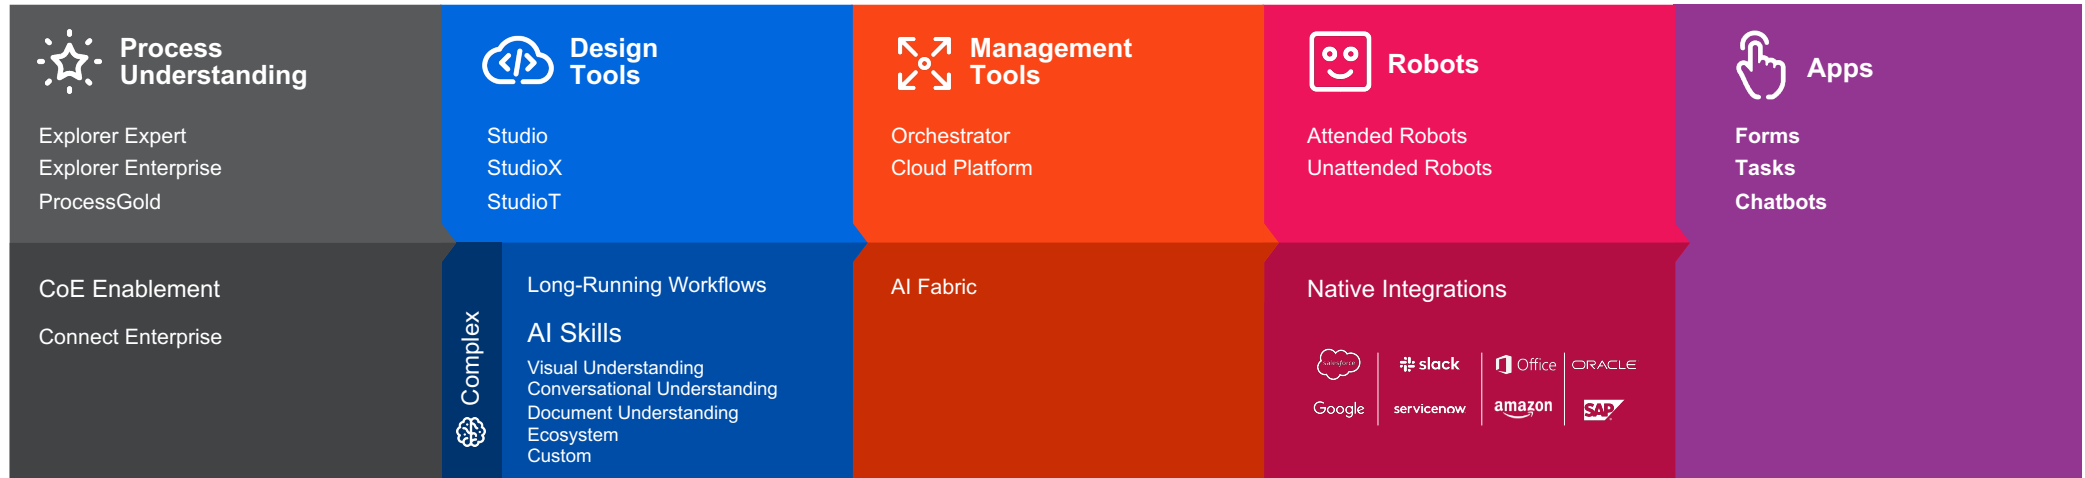 Process
Understanding
Explorer Expert
Explorer Enterprise
ProcessGold
CoE Enablement
Connect Enterprise
Design
Tools
Studio
StudioX
StudioT
Complex
Long-Running Workflows
AI Skills
Visual Understanding
Conversational Understanding
Document Understanding
Ecosystem
Custom
Management
Tools
Orchestrator
Cloud Platform
AI Fabric
Robots
Attended Robots
Unattended Robots
Native Integrations
salesforce
slack
Office
ORACLE
Google
servicenow
amazon
SAP
Apps
Forms
Tasks
Chatbots